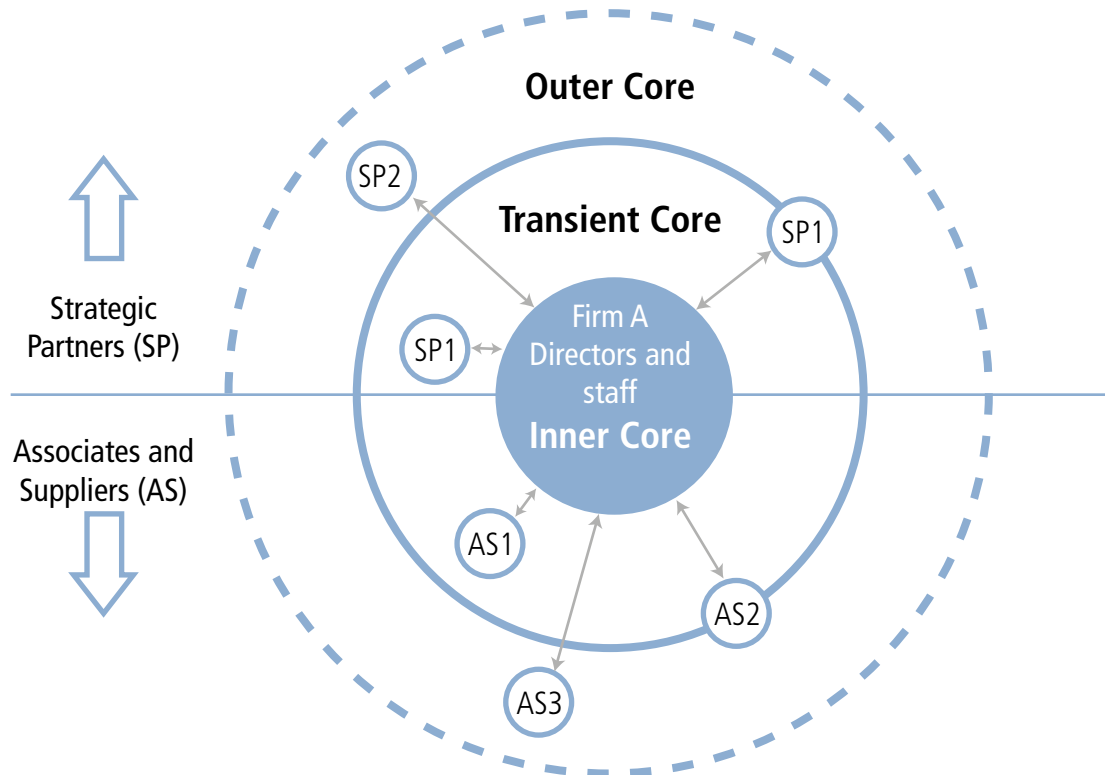 Outer Core
SP2
Transient Core
SP1
Strategic
Partners (SP)
SP1
Firm A
Directors and
staff
Inner Core
Associates and
Suppliers (AS)
AS1
AS2
AS3